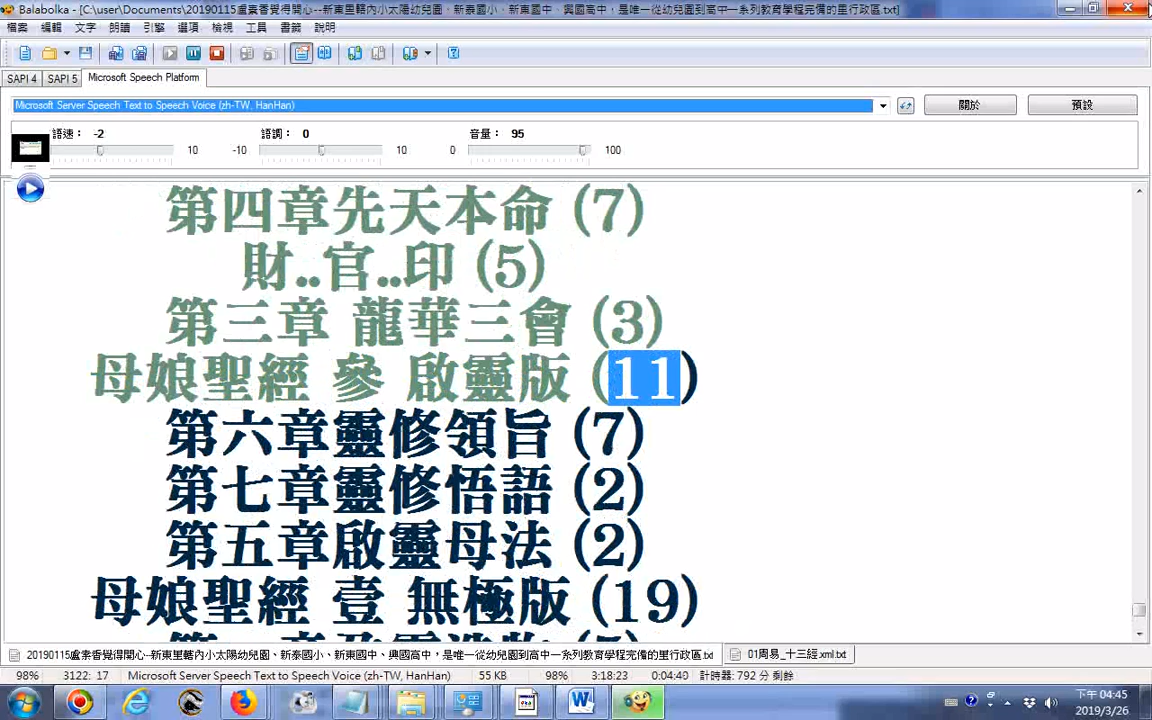 Balabolka - [C:\user\Documents\20190115盧素香覺得開心--新東里轄內小太陽幼兒園、新泰國小、新東國中、興國高中，是唯一從幼兒園到高中一系列教育學程完備的里行政區.txt]
檔案 編輯 文字 朗讀 引擎 選項 檢視 工具 書籤 說明
SAPI 4 SAPI 5 Microsoft Speech Platform
Microsoft Server Speech Text to Speech Voice (zh-TW, HanHan) 關於 預設
語速： -2 語調： 0 音量： 95
10 -10 10 0 100
第四章先天本命 (7)
財..官..印 (5)
第三章 龍華三會 (3)
母娘聖經 參 啟靈版 (11)
第六章靈修領旨 (7)
第七章靈修悟語 (2)
第五章啟靈母法 (2)
母娘聖經 壹 無極版 (19)
20190115盧素香覺得開心--新東里轄內小太陽幼兒園、新泰國小、新東國中、興國高中，是唯一從幼兒園到高中一系列教育學程完備的里行政區.txt 01周易_十三經.txt
98% 3122: 17 Microsoft Server Speech Text to Speech Voice (zh-TW, HanHan) 55 KB 98% 3:18:23 0:04:40 計時器: 792 分 剩餘
下午 04:45
2019/3/26